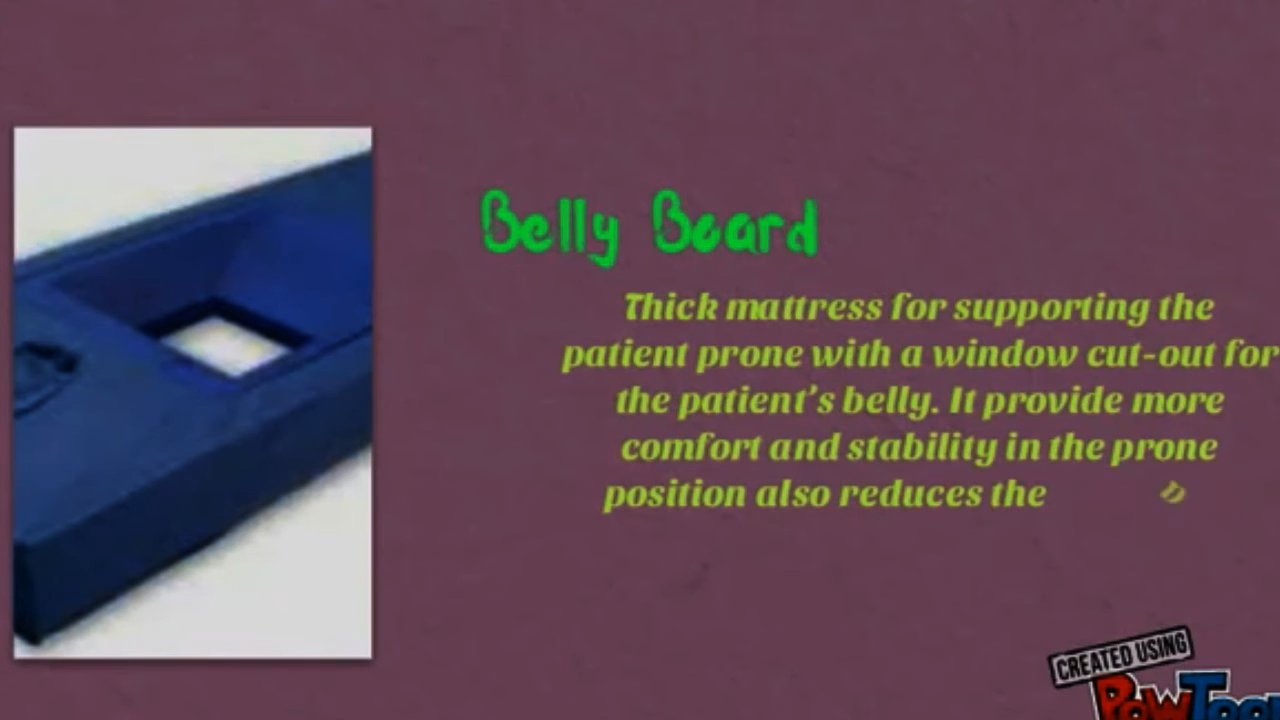 Belly Board
Thick mattress for supporting the
patient prone with a window cut-out for
the patient's belly. It provide more
comfort and stability in the prone
position also reduces the
CREATED USING
PowToon